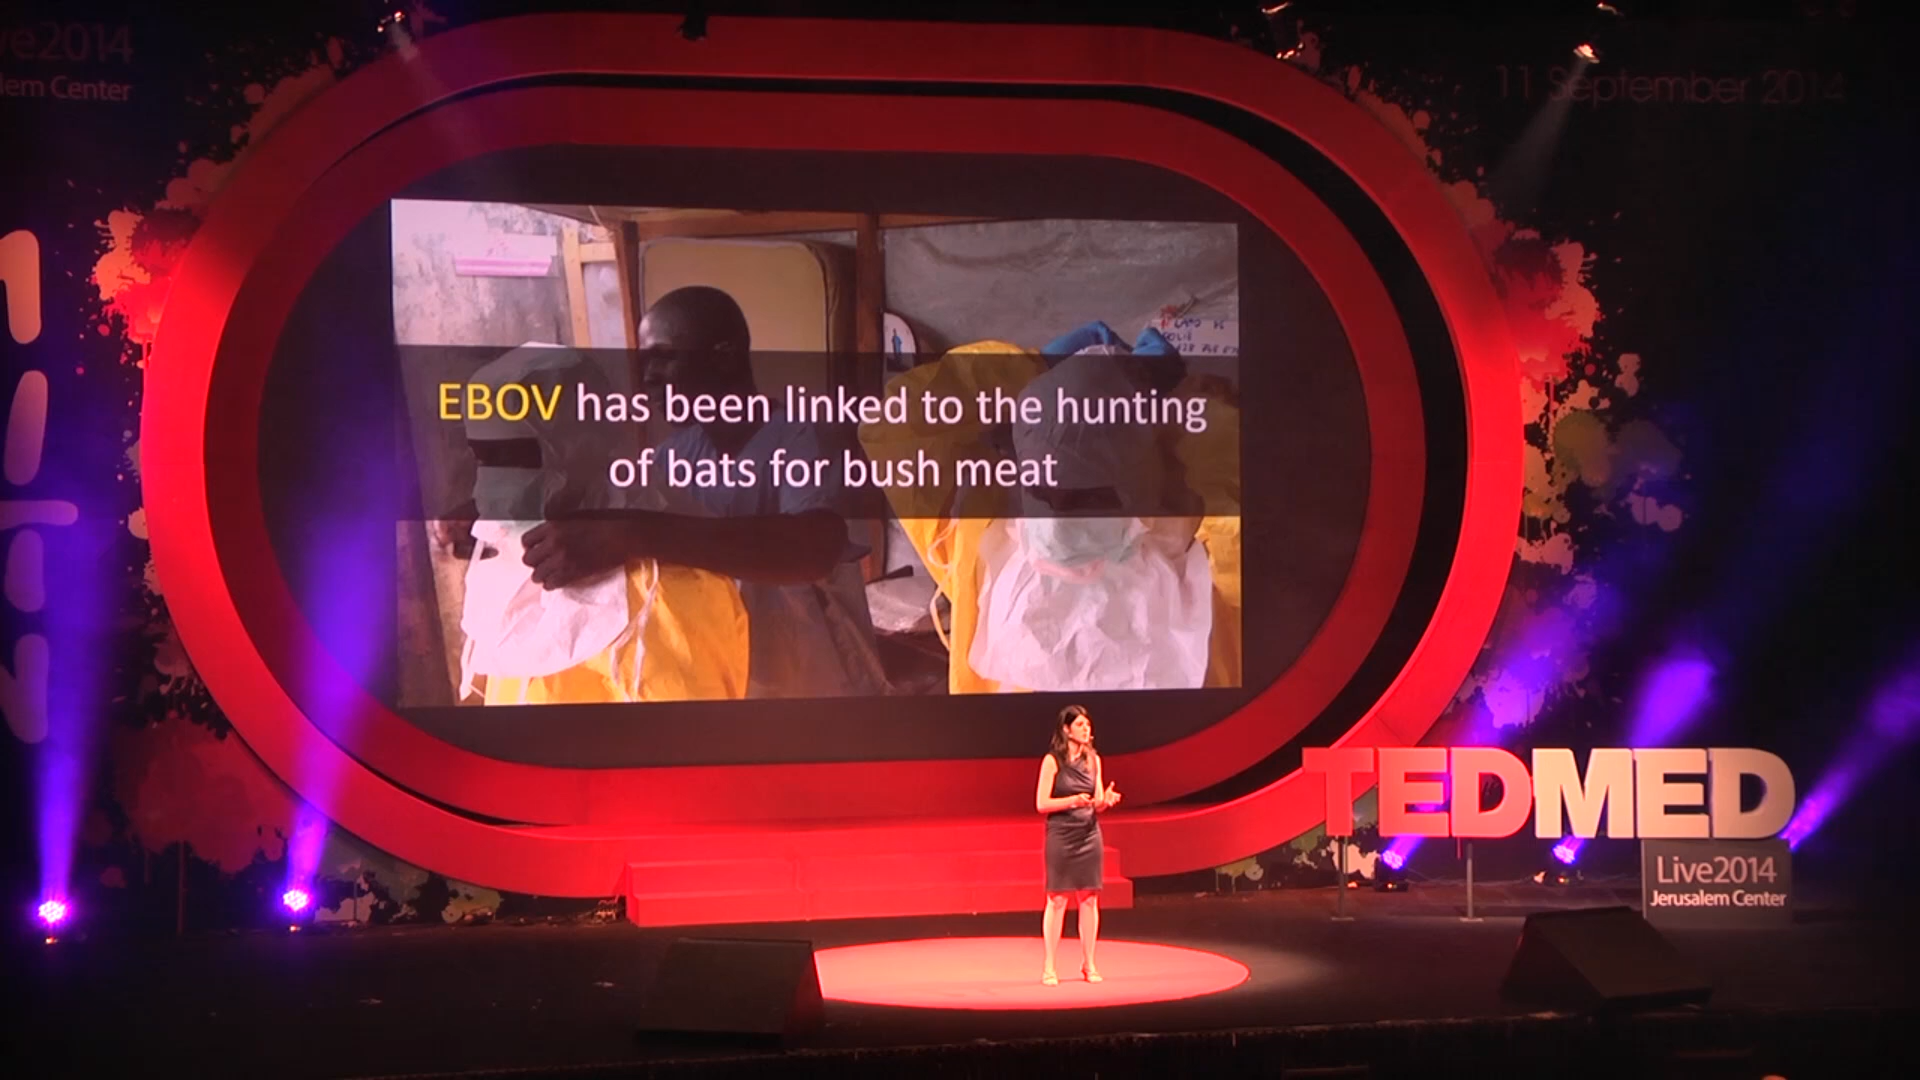 ve2014
lem Center
11 September 2014
EBOV has been linked to the hunting
of bats for bush meat
TEDMED
Live2014
Jerusalem Center